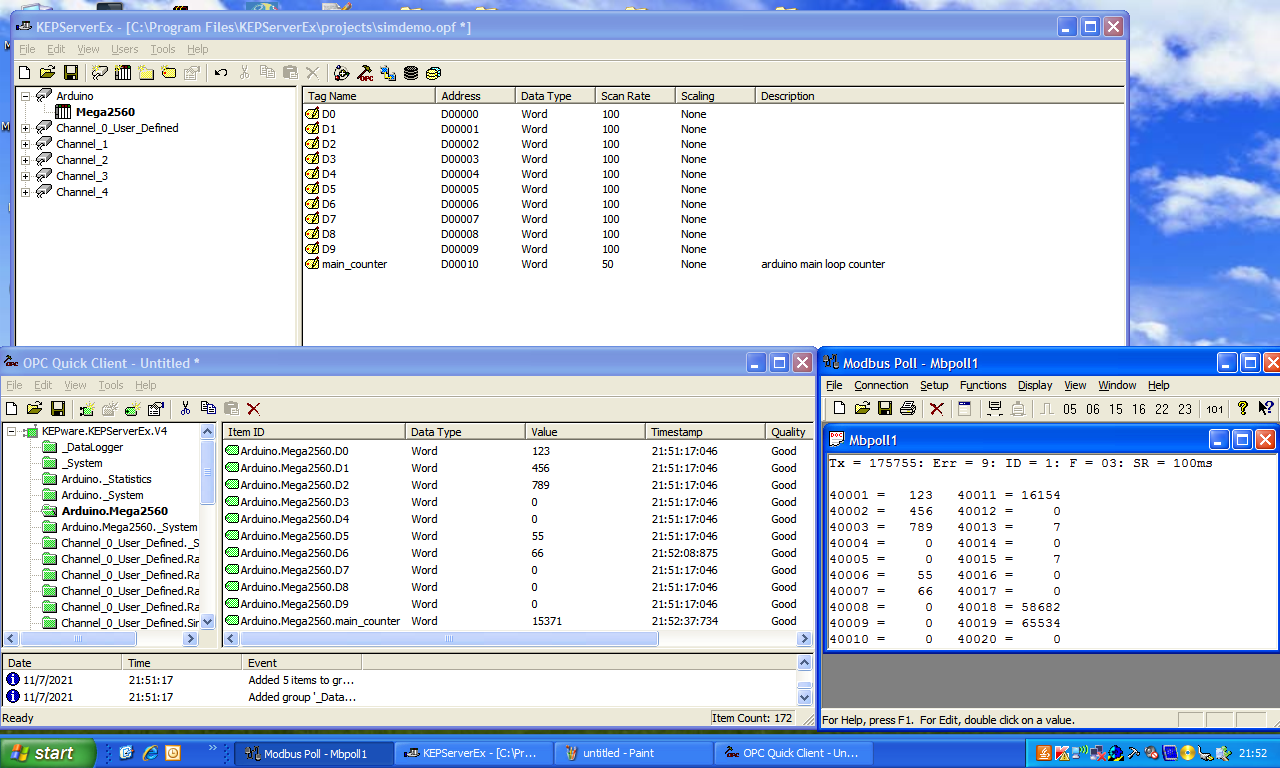 KEPServerEx - [C:\Program Files\KEPServerEx\projects\simdemo.opf *]
File Edit View Users Tools Help
Arduino
Mega2560
Channel_0_User_Defined
Channel_1
Channel_2
Channel_3
Channel_4
Tag Name Address Data Type Scan Rate Scaling Description
D0 D00000 Word 100 None
D1 D00001 Word 100 None
D2 D00002 Word 100 None
D3 D00003 Word 100 None
D4 D00004 Word 100 None
D5 D00005 Word 100 None
D6 D00006 Word 100 None
D7 D00007 Word 100 None
D8 D00008 Word 100 None
D9 D00009 Word 100 None
main_counter D00010 Word 50 None arduino main loop counter
OPC Quick Client - Untitled *
File Edit View Tools Help
KEPware.KEPServerEx.V4
_DataLogger
_System
Arduino._Statistics
Arduino._System
Arduino.Mega2560
Arduino.Mega2560._System
Channel_0_User_Defined._S
Channel_0_User_Defined.Ra
Channel_0_User_Defined.Ra
Channel_0_User_Defined.Ra
Channel_0_User_Defined.Ra
Channel_0_User_Defined.Sir
Item ID Data Type Value Timestamp Quality
Arduino.Mega2560.D0 Word 123 21:51:17:046 Good
Arduino.Mega2560.D1 Word 456 21:51:17:046 Good
Arduino.Mega2560.D2 Word 789 21:51:17:046 Good
Arduino.Mega2560.D3 Word 0 21:51:17:046 Good
Arduino.Mega2560.D4 Word 0 21:51:17:046 Good
Arduino.Mega2560.D5 Word 55 21:51:17:046 Good
Arduino.Mega2560.D6 Word 66 21:52:08:875 Good
Arduino.Mega2560.D7 Word 0 21:51:17:046 Good
Arduino.Mega2560.D8 Word 0 21:51:17:046 Good
Arduino.Mega2560.D9 Word 0 21:51:17:046 Good
Arduino.Mega2560.main_counter Word 15371 21:52:37:734 Good
Date Time Event
11/7/2021 21:51:17 Added 5 items to gr...
11/7/2021 21:51:17 Added group '_Data...
Ready Item Count: 172
Modbus Poll - Mbpoll1
File Connection Setup Functions Display View Window Help
05 06 15 16 22 23 101
Mbpoll1
Tx = 175755: Err = 9: ID = 1: F = 03: SR = 100ms
40001 = 123 40011 = 16154
40002 = 456 40012 = 0
40003 = 789 40013 = 7
40004 = 0 40014 = 0
40005 = 0 40015 = 7
40006 = 55 40016 = 0
40007 = 66 40017 = 0
40008 = 0 40018 = 58682
40009 = 0 40019 = 65534
40010 = 0 40020 = 0
For Help, press F1. For Edit, double click on a value.
start Modbus Poll - Mbpoll1 KEPServerEx - [C:\Pr... untitled - Paint OPC Quick Client - Un... 21:52